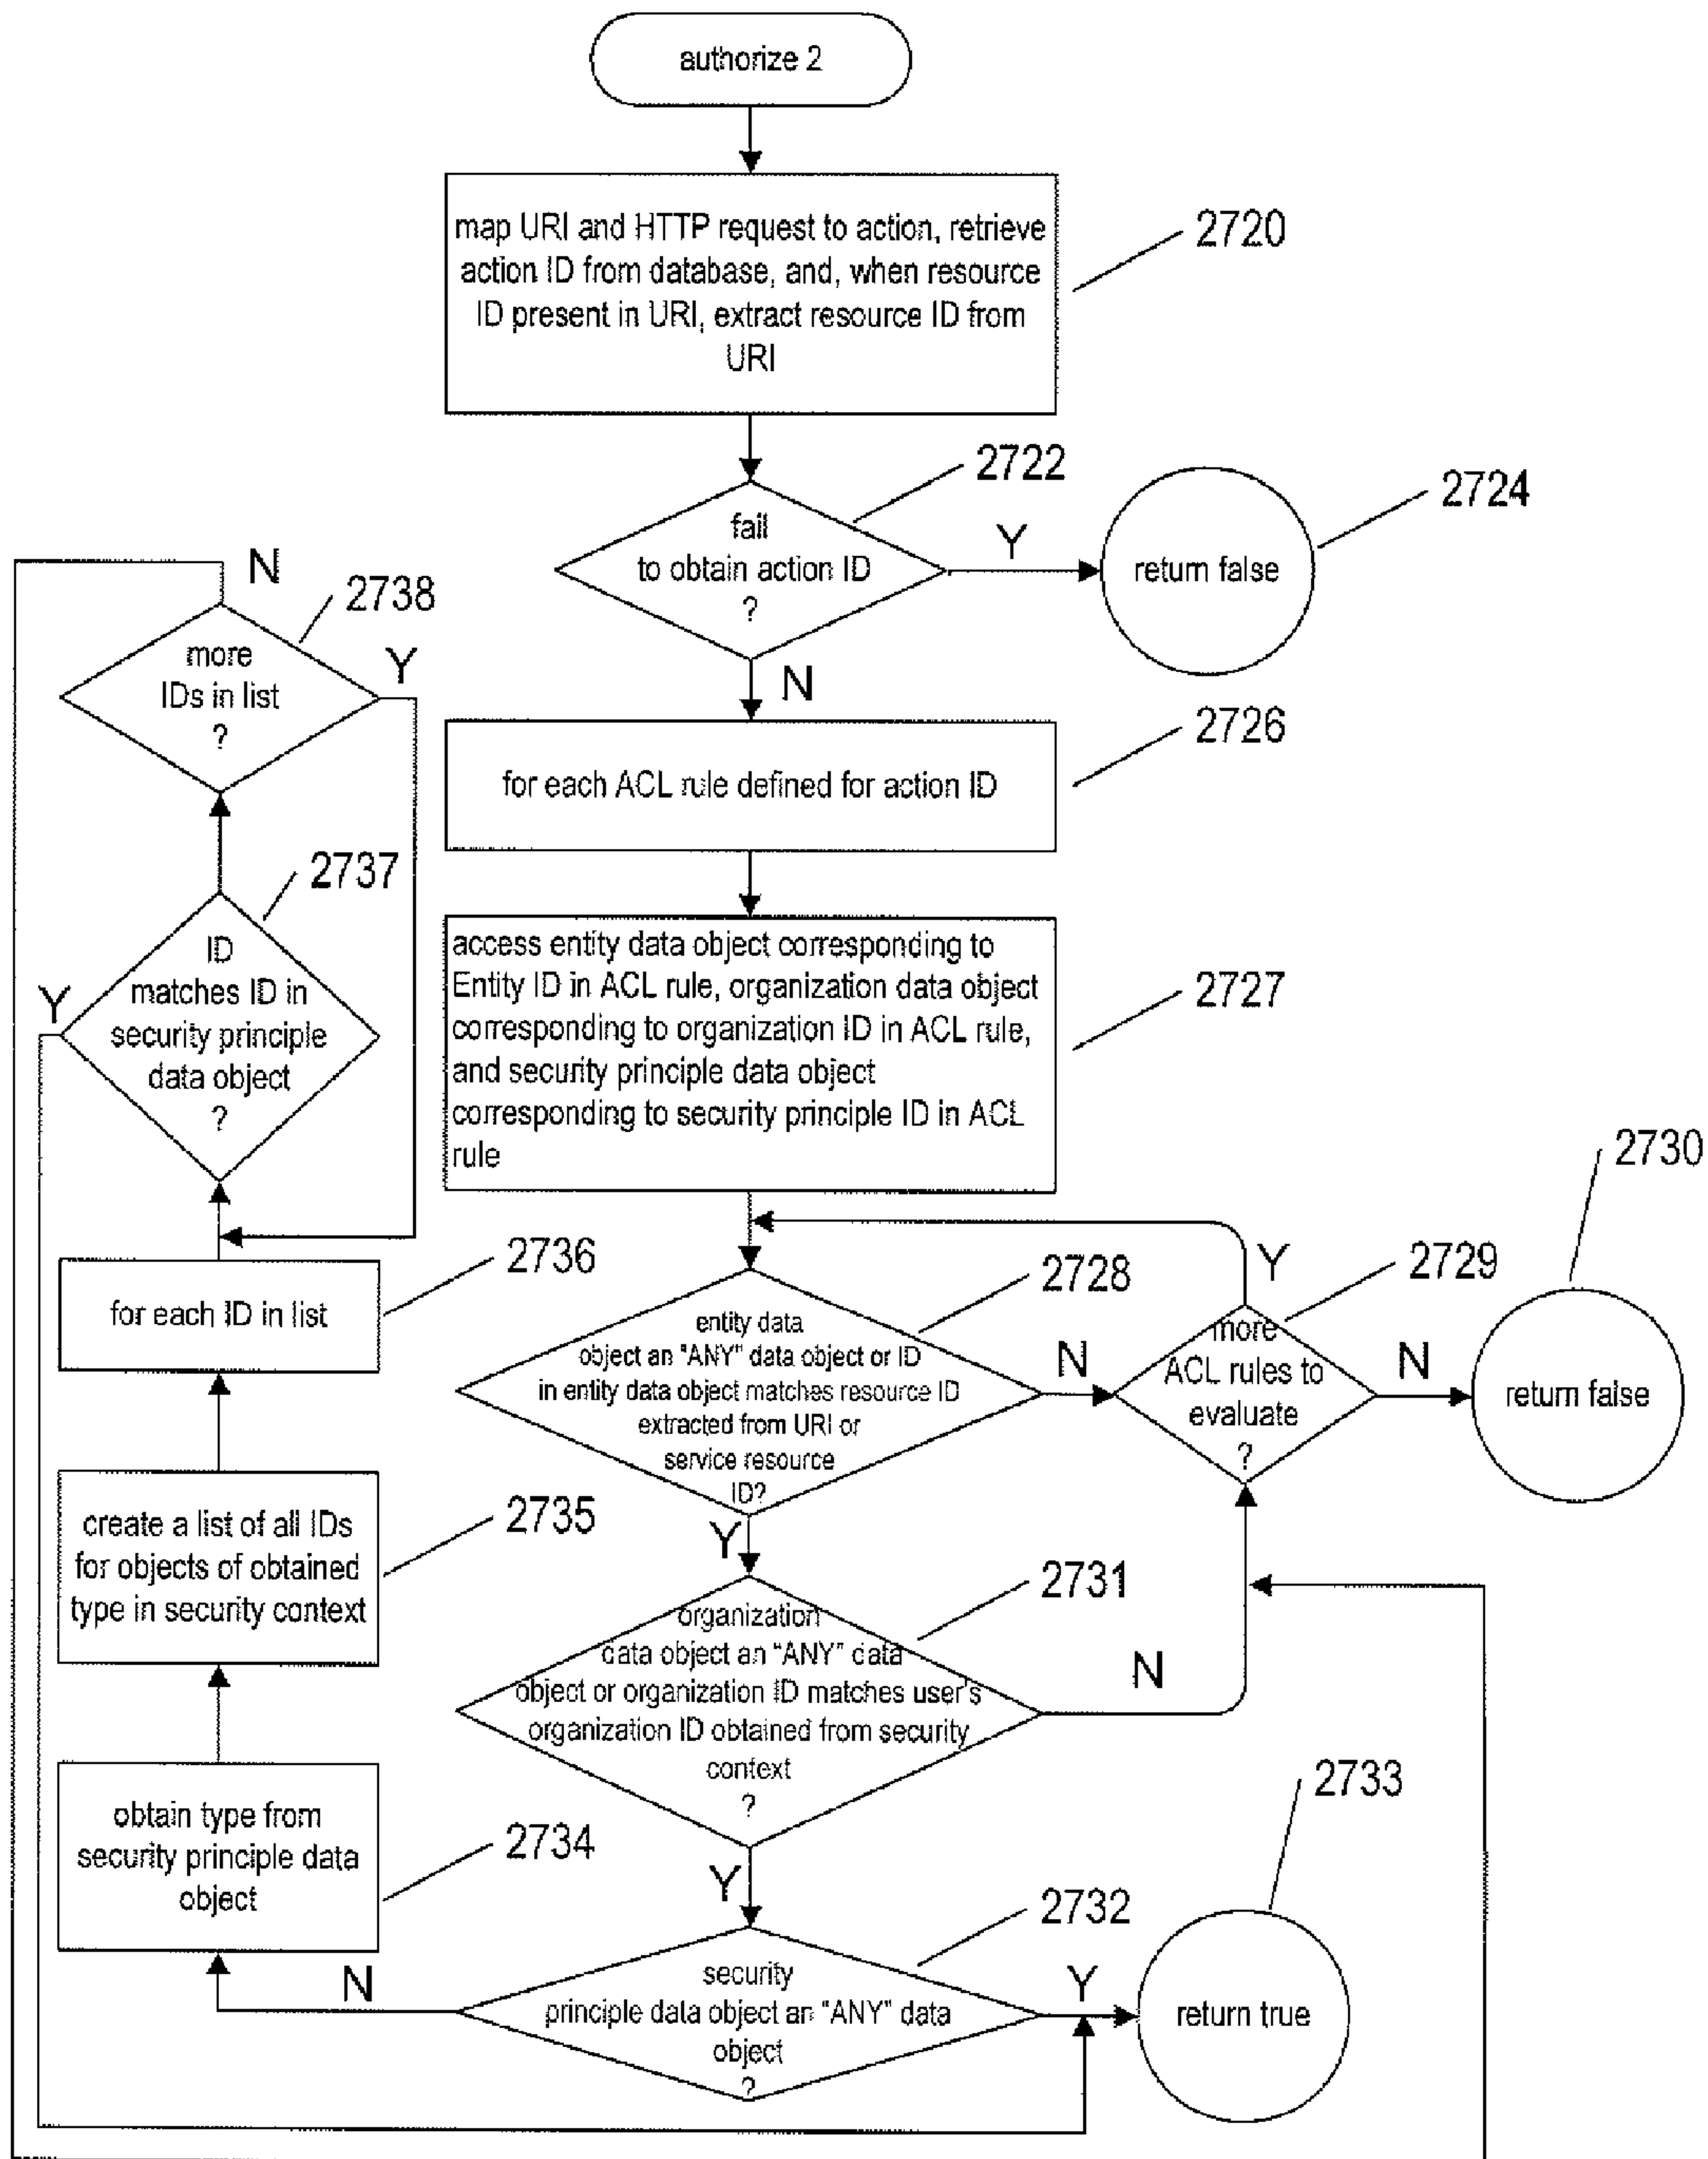 authorize 2
map URI and HTTP request to action, retrieve
action ID from database, and, when resource
ID present in URI, extract resource ID from
URI
2720
fail
to obtain action ID
?
2722
Y
N
return false
2724
for each ACL rule defined for action ID
2726
access entity data object corresponding to
Entity ID in ACL rule, organization data object
corresponding to organization ID in ACL rule,
and security principle data object
corresponding to security principle ID in ACL
rule
2727
entity data
object an "ANY" data object or ID
in entity data object matches resource ID
extracted from URI or
service resource
ID?
2728
N
Y
more
ACL rules to
evaluate
?
2729
Y
N
return false
2730
organization
data object an "ANY" data
object or organization ID matches user's
organization ID obtained from security
context
?
2731
N
Y
security
principle data object an "ANY" data
object
?
2732
Y
N
return true
2733
obtain type from
security principle data
object
2734
create a list of all IDs
for objects of obtained
type in security context
2735
for each ID in list
2736
ID
matches ID in
security principle
data object
?
2737
Y
more
IDs in list
?
2738
N
Y